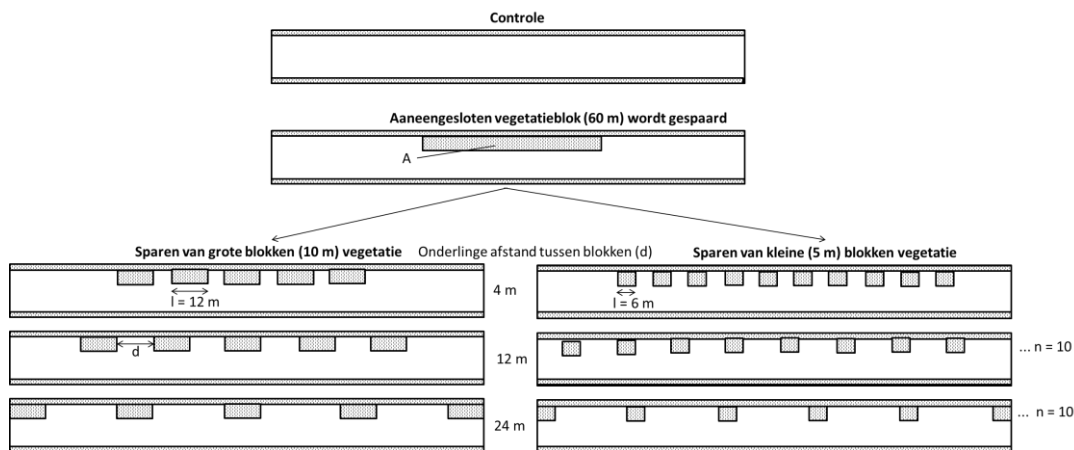 Controle
Aaneengesloten vegetatieblok (60 m) wordt gespaard
A
Sparen van grote blokken (10 m) vegetatie
Onderlinge afstand tussen blokken (d)
Sparen van kleine (5 m) blokken vegetatie
l = 12 m
4 m
l = 6 m
d
12 m
... n = 10
24 m
... n = 10